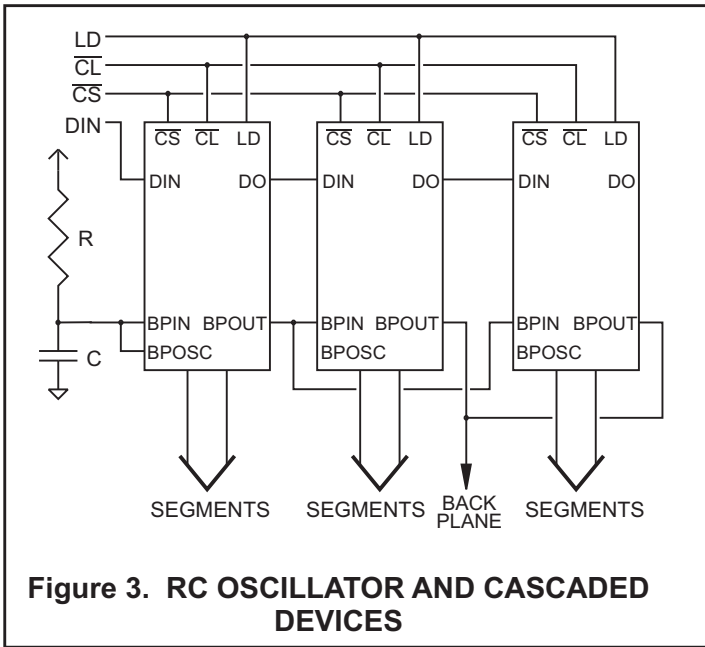 LD
CL
CS
DIN
CS CL LD
CS CL LD
CS CL LD
DIN DO
DIN DO
DIN DO
R
BPIN BPOUT
BPIN BPOUT
BPIN BPOUT
BPOSC
BPOSC
BPOSC
C
SEGMENTS
SEGMENTS
BACK
PLANE
SEGMENTS
Figure 3. RC OSCILLATOR AND CASCADED
DEVICES